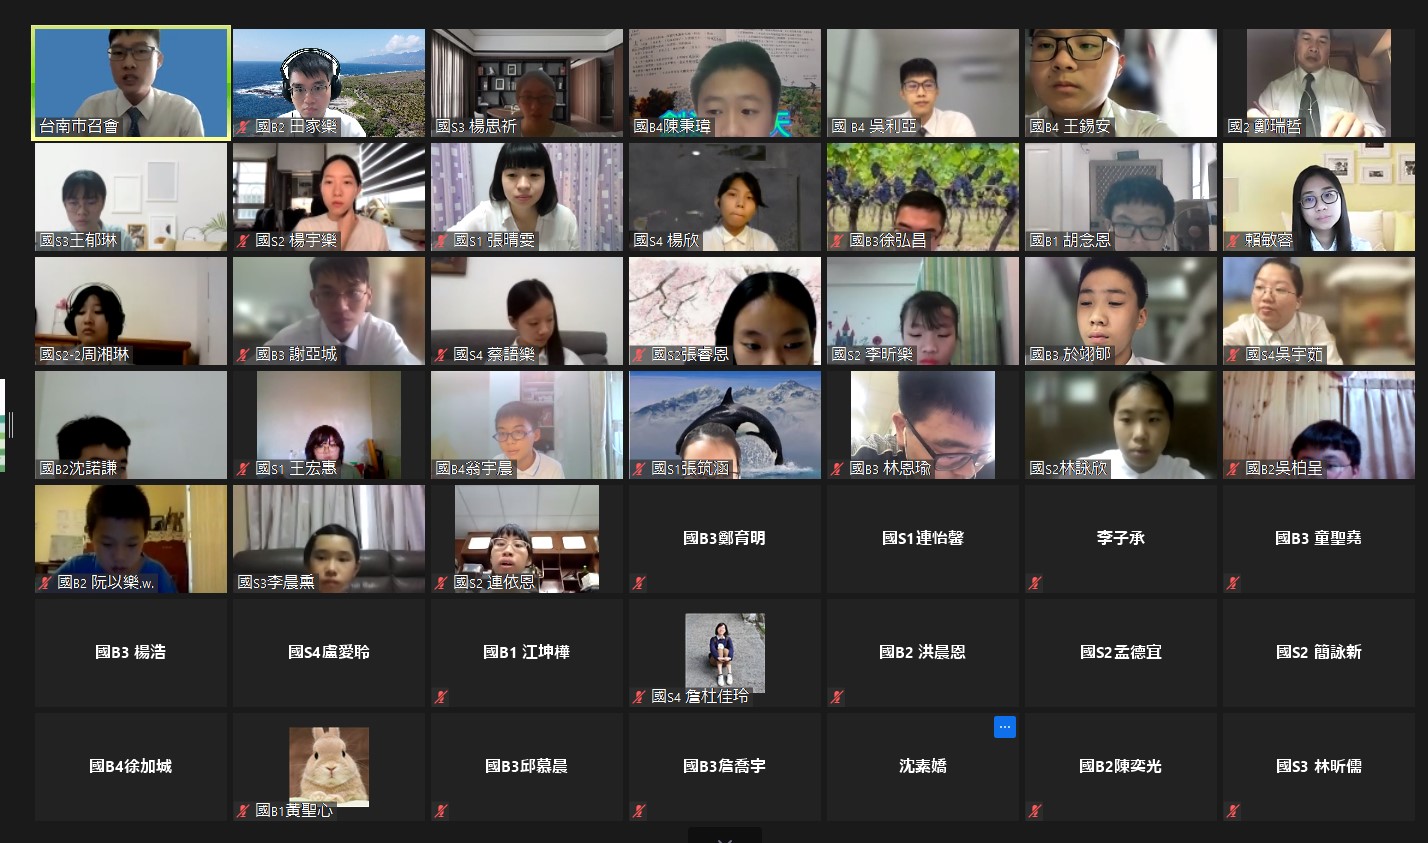 台南市召會
國B2 田家樂
國S3 楊思祈
國B4陳秉瑋
國 B4 吳利亞
國B4 王錫安
國2 鄭瑞哲
國S3王郁琳
國S2 楊宇樂
國S1 張晴雯
國S4 楊欣
國B3徐弘昌
國B1 胡念恩
賴敏容
國S2-2周湘琳
國B3 謝亞城
國S4 蔡語樂
國S2張睿恩
國S2 李昕樂
國B3 於翊郇
國S4吳宇茹
國B2沈諾謙
國S1 王宏惠
國B4翁宇晨
國S1張筑涵
國B3 林恩瑜
國S2林詠欣
國B2吳柏呈
國B2 阮以樂.w.
國S3李晨薰
國S2 連依恩
國B3鄭育明
國S1連怡馨
李子承
國B3 童聖堯
國B3 楊浩
國S4盧愛聆
國B1 江坤樺
國S4 詹杜佳玲
國B2 洪晨恩
國S2孟德宜
國S2 簡詠新
國B4徐加城
國B1黃聖心
國B3邱慕晨
國B3詹喬宇
沈素嬌
國B2陳奕光
國S3 林昕儒